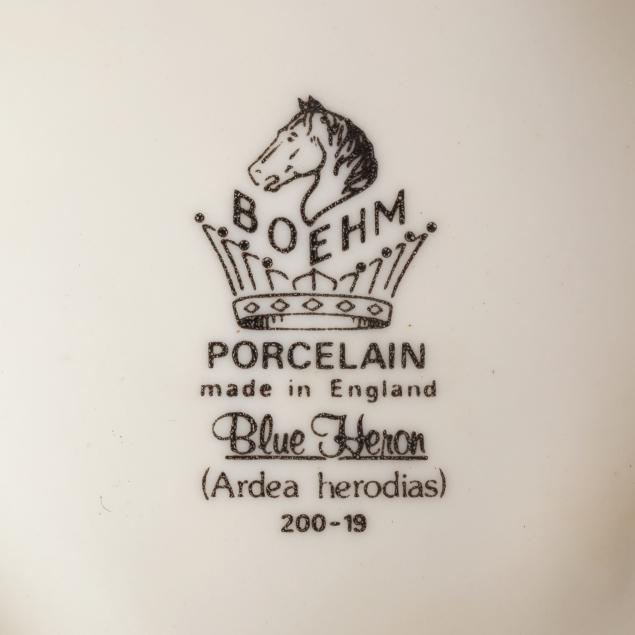 BOEHM
PORCELAIN
made in England
Blue Heron
(Ardea herodias)
200-19